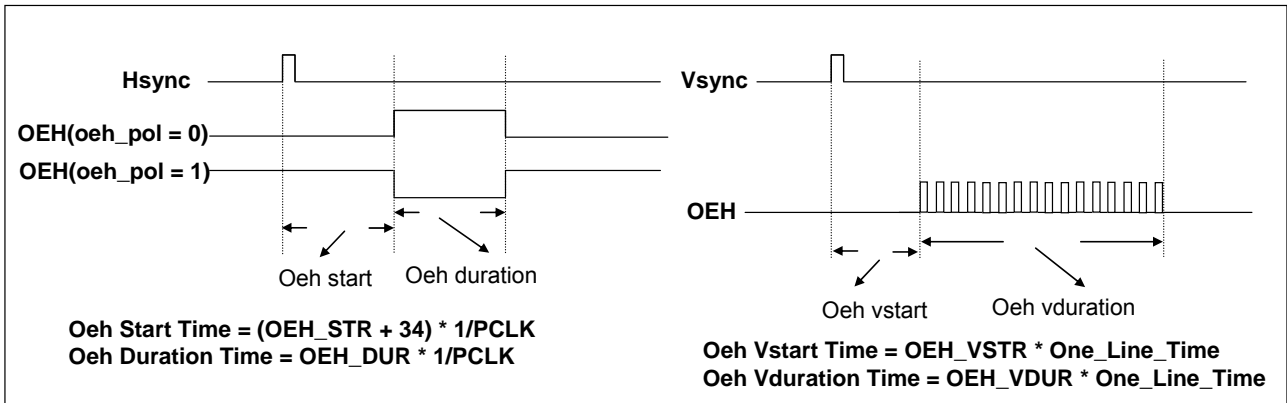 Hsync
OEH(oeh_pol = 0)
OEH(oeh_pol = 1)
Oeh start
Oeh duration
Oeh Start Time = (OEH_STR + 34) * 1/PCLK
Oeh Duration Time = OEH_DUR * 1/PCLK
Vsync
OEH
Oeh vstart
Oeh vduration
Oeh Vstart Time = OEH_VSTR * One_Line_Time
Oeh Vduration Time = OEH_VDUR * One_Line_Time